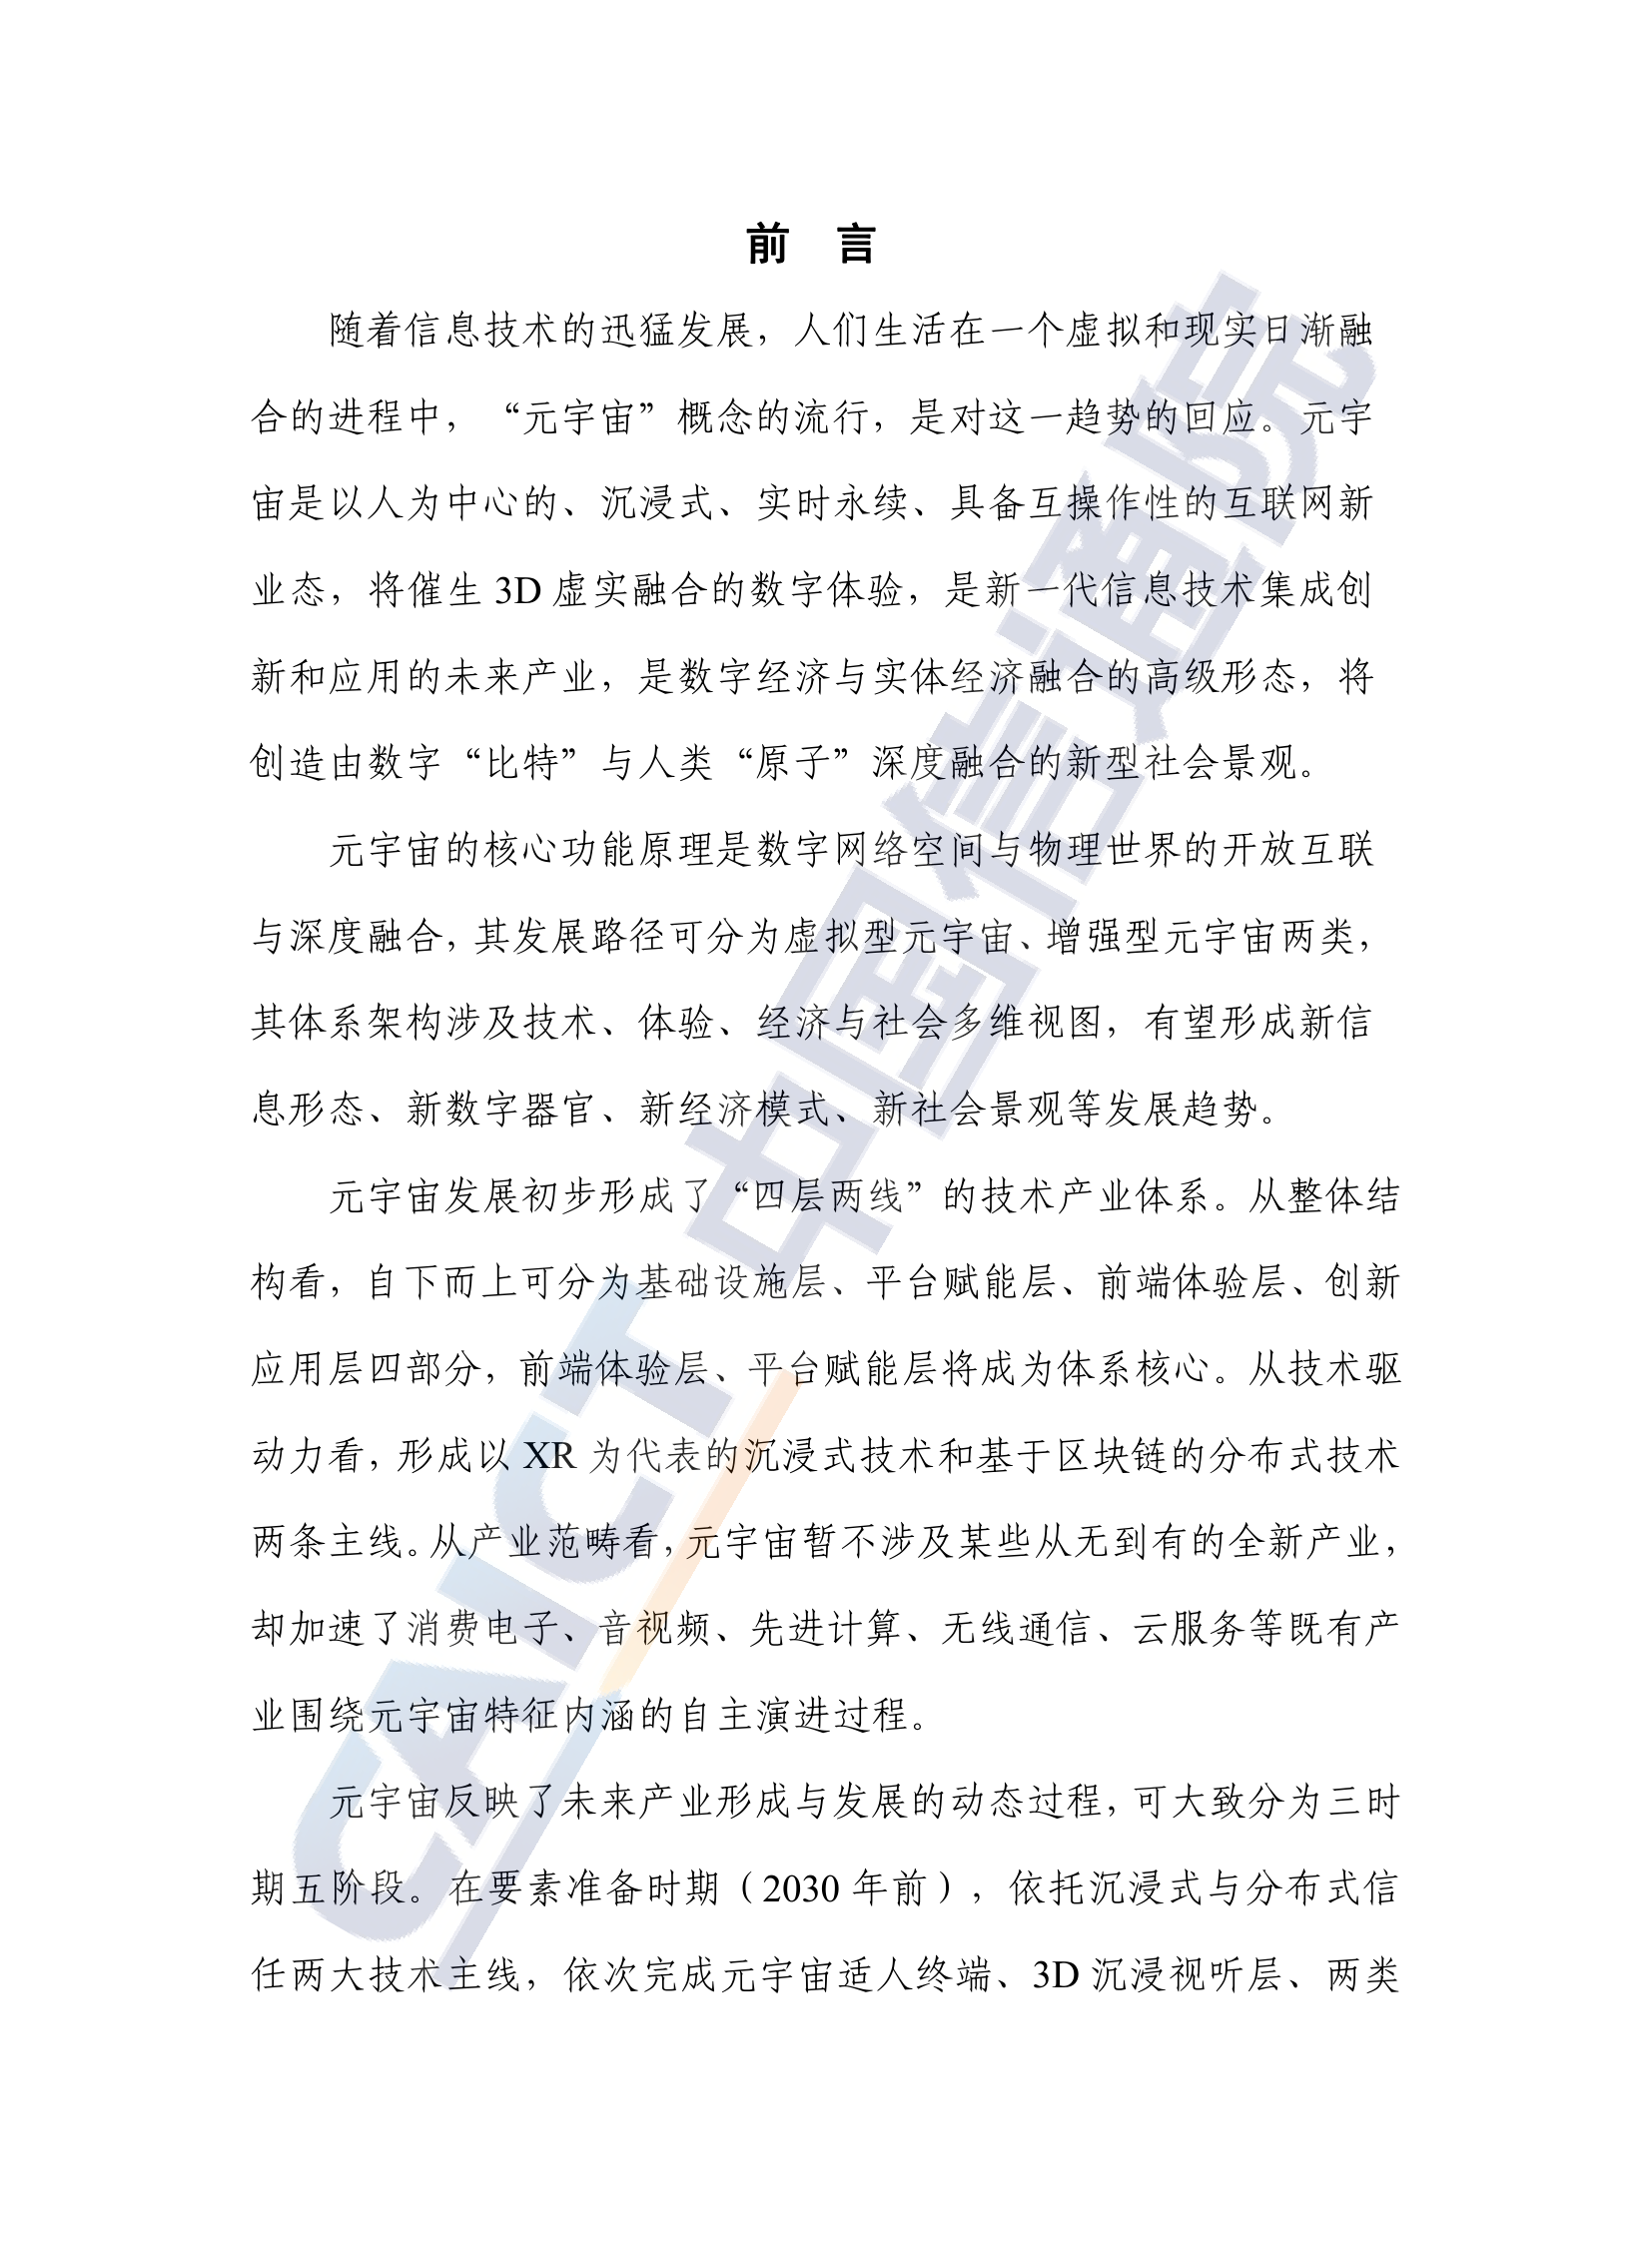 前 言
随着信息技术的迅猛发展，人们生活在一个虚拟和现实日渐融
合的进程中，“元宇宙”概念的流行，是对这一趋势的回应。元宇
宙是以人为中心的、沉浸式、实时永续、具备互操作性的互联网新
业态，将催生 3D 虚实融合的数字体验，是新一代信息技术集成创
新和应用的未来产业，是数字经济与实体经济融合的高级形态，将
创造由数字“比特”与人类“原子”深度融合的新型社会景观。
元宇宙的核心功能原理是数字网络空间与物理世界的开放互联
与深度融合，其发展路径可分为虚拟型元宇宙、增强型元宇宙两类，
其体系架构涉及技术、体验、经济与社会多维视图，有望形成新信
息形态、新数字器官、新经济模式、新社会景观等发展趋势。
元宇宙发展初步形成了“四层两线”的技术产业体系。从整体结
构看，自下而上可分为基础设施层、平台赋能层、前端体验层、创新
应用层四部分，前端体验层、平台赋能层将成为体系核心。从技术驱
动力看，形成以 XR 为代表的沉浸式技术和基于区块链的分布式技术
两条主线。从产业范畴看，元宇宙暂不涉及某些从无到有的全新产业，
却加速了消费电子、音视频、先进计算、无线通信、云服务等既有产
业围绕元宇宙特征内涵的自主演进过程。
元宇宙反映了未来产业形成与发展的动态过程，可大致分为三时
期五阶段。在要素准备时期（2030 年前），依托沉浸式与分布式信
任两大技术主线，依次完成元宇宙适人终端、3D 沉浸视听层、两类
CAICT 中国信通院